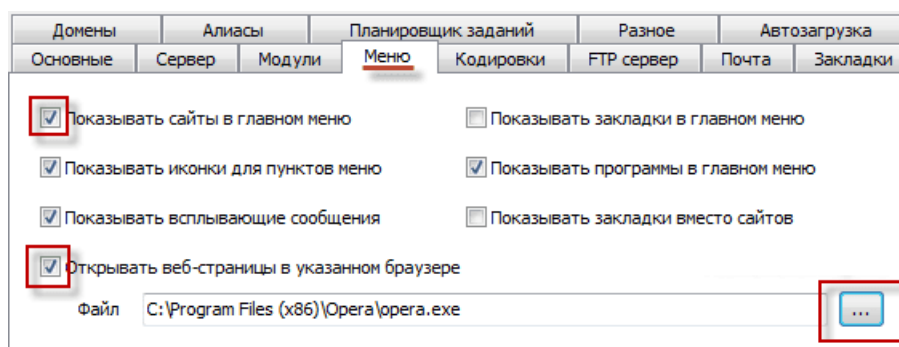 Домены Алиасы Планировщик заданий Разное Автозагрузка
Основные Сервер Модули Меню Кодировки FTP сервер Почта Закладки
Показывать сайты в главном меню Показывать закладки в главном меню
Показывать иконки для пунктов меню Показывать программы в главном меню
Показывать всплывающие сообщения Показывать закладки вместо сайтов
Открывать веб-страницы в указанном браузере
Файл C:\Program Files (x86)\Opera\opera.exe ...